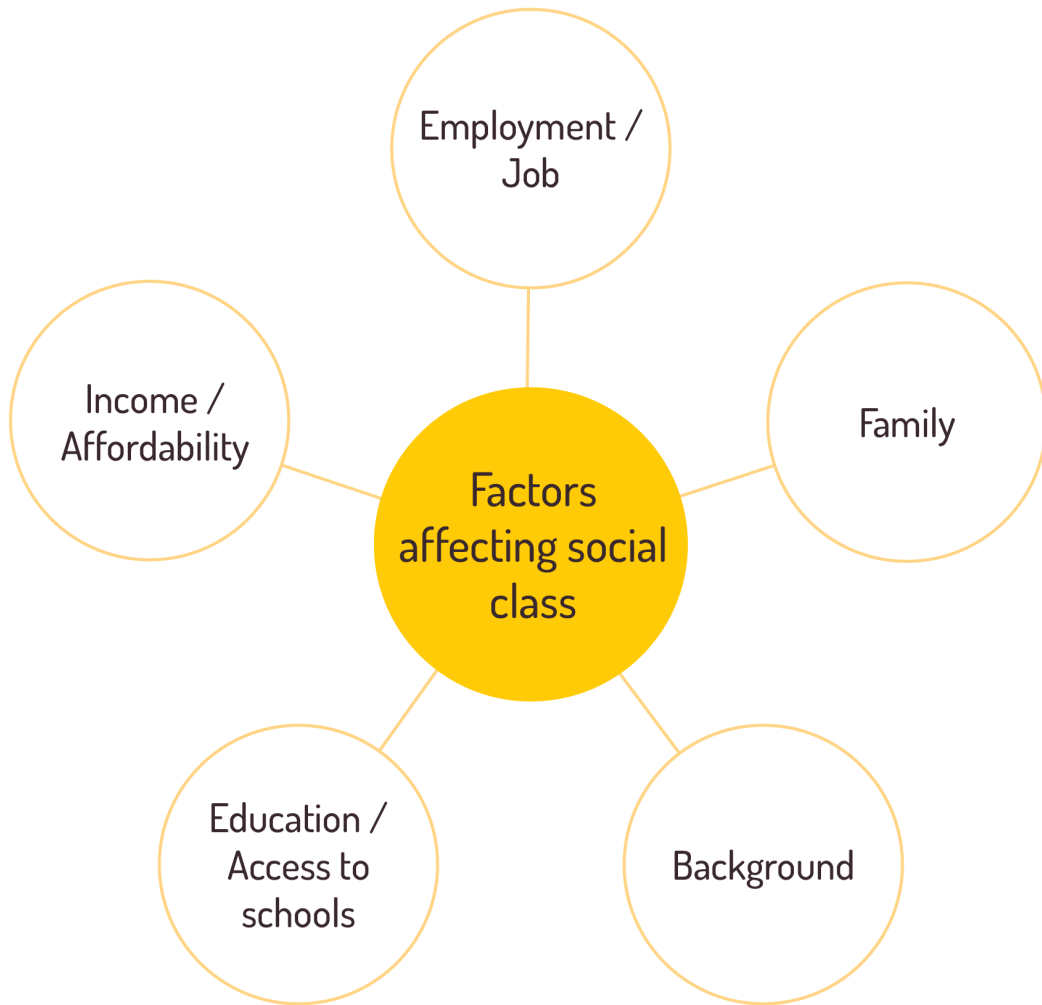 Employment /
Job
Income /
Affordability
Family
Factors
affecting social
class
Education /
Access to
schools
Background